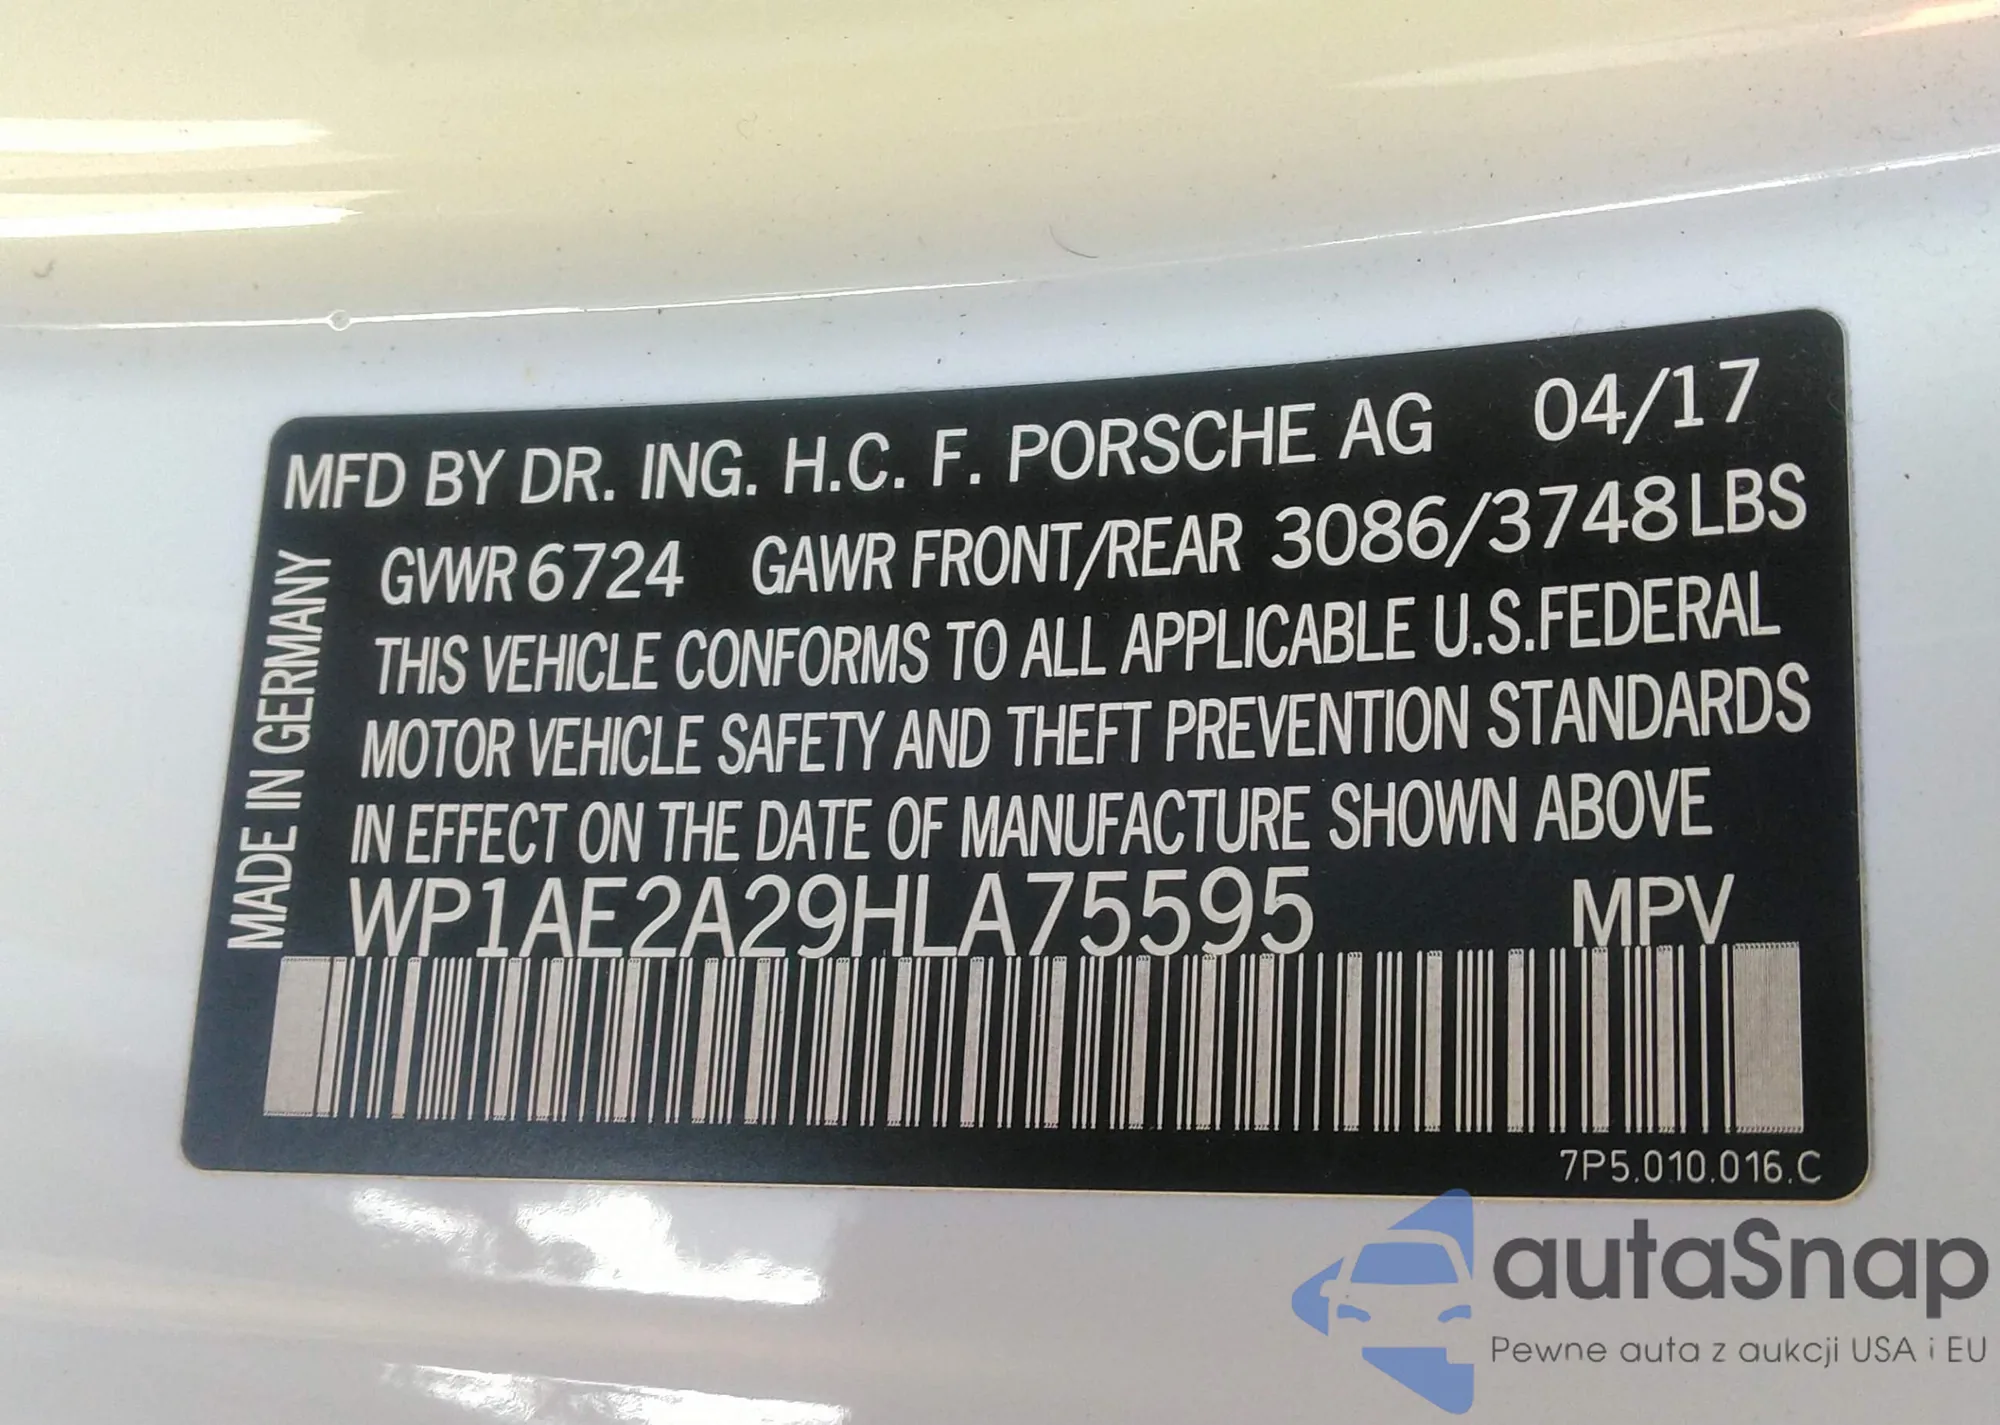 MFD BY DR. ING. H.C. F. PORSCHE AG 04/17
GVWR 6724 GAWR FRONT/REAR 3086/3748LBS
THIS VEHICLE CONFORMS TO ALL APPLICABLE U.S.FEDERAL
MOTOR VEHICLE SAFETY AND THEFT PREVENTION STANDARDS
IN EFFECT ON THE DATE OF MANUFACTURE SHOWN ABOVE
WP1AE2A29HLA75595 MPV
MADE IN GERMANY
7P5.010.016.C
autaSnap
Pewne auta z aukcji USA i EU